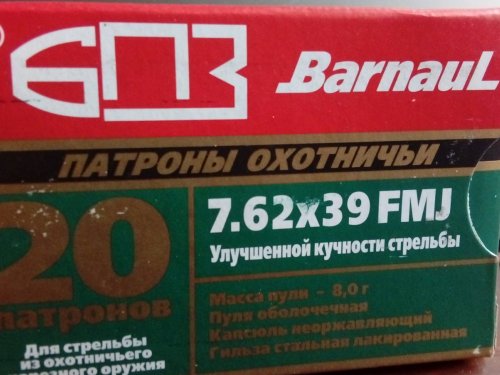 БПЗ
BarnauL
ПАТРОНЫ ОХОТНИЧЬИ
20
патронов
7.62x39 FMJ
Улучшенной кучности стрельбы
Масса пули - 8,0 г
Пуля оболочечная
Капсюль неоржавляющий
Гильза стальная лакированная
Для стрельбы
из охотничьего
оружия